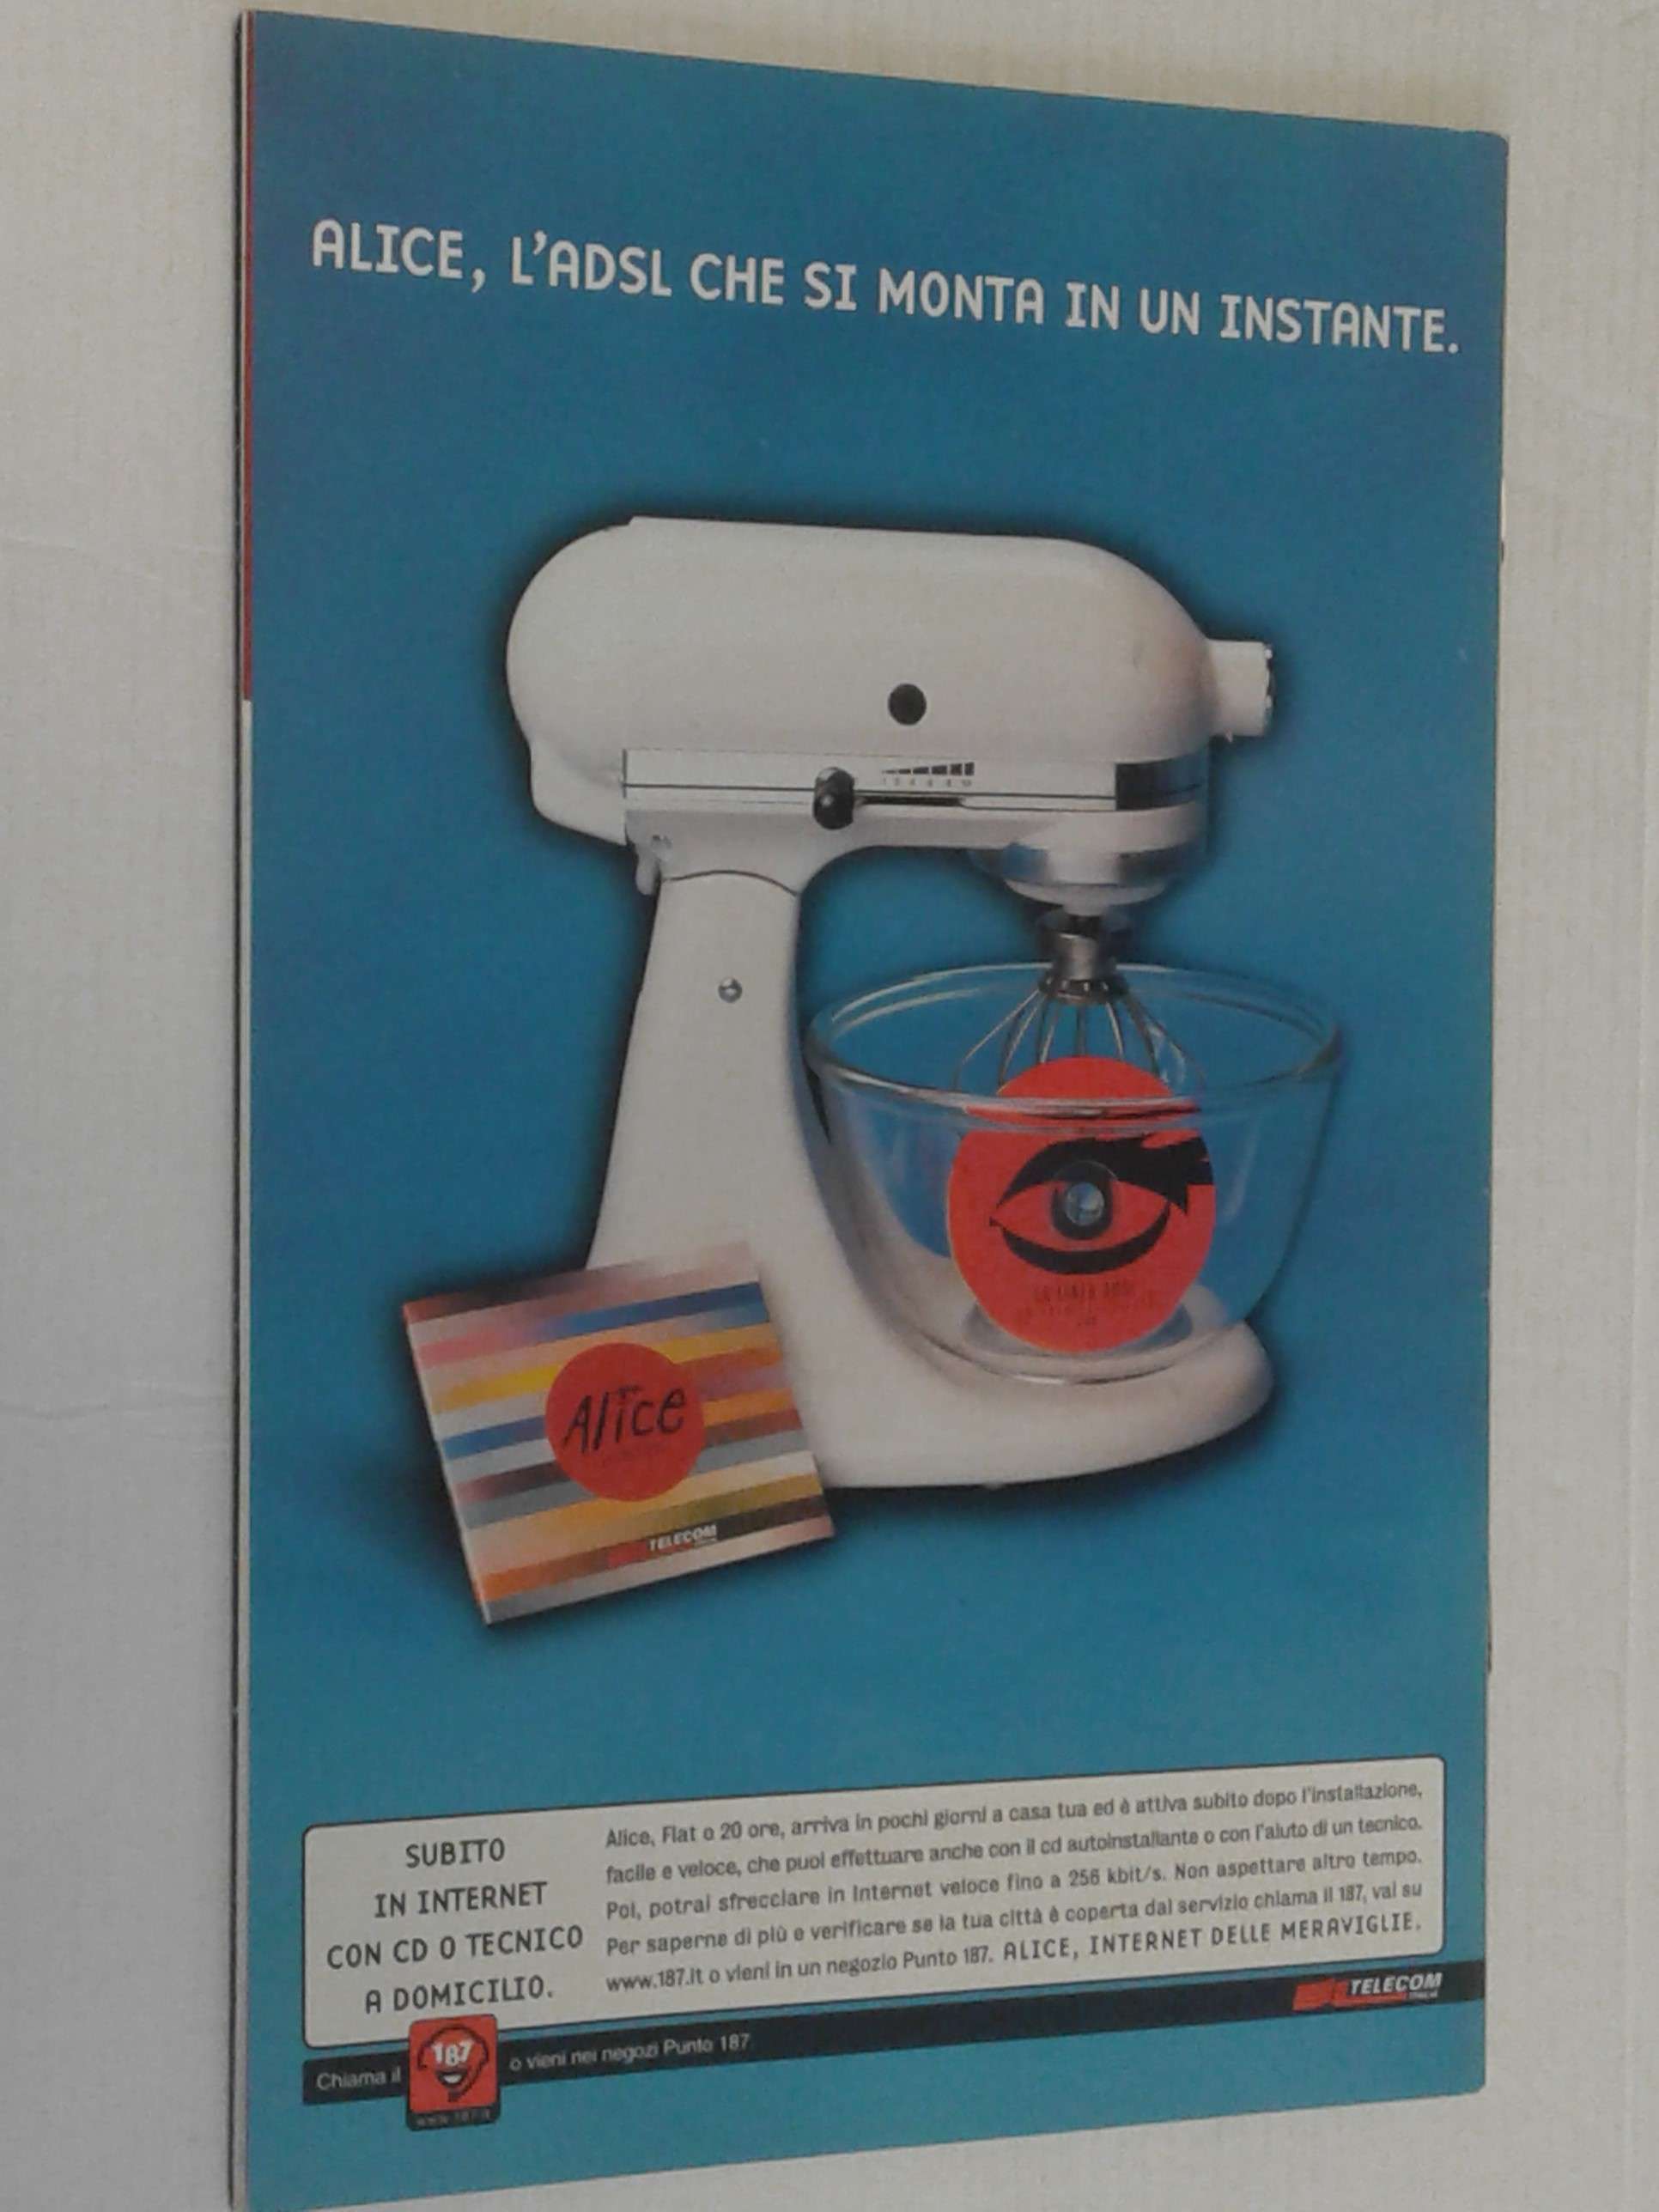 ALICE, L'ADSL CHE SI MONTA IN UN INSTANTE.
Alice
TELECOM
SUBITO
IN INTERNET
CON CD O TECNICO
A DOMICILIO.
Alice, Flat o 20 ore, arriva in pochi giorni a casa tua ed è attiva subito dopo l'installazione,
facile e veloce, che puoi effettuare anche con il cd autoinstallante o con l'aiuto di un tecnico.
Poi, potrai sfrecciare in Internet veloce fino a 256 kbit/s. Non aspettare altro tempo.
Per saperne di più e verificare se la tua città è coperta dal servizio chiama il 187, vai su
www.187.it o vieni in un negozio Punto 187. ALICE, INTERNET DELLE MERAVIGLIE.
TELECOM
ITALIA
Chiama il 187 o vieni nei negozi Punto 187
www.187.it